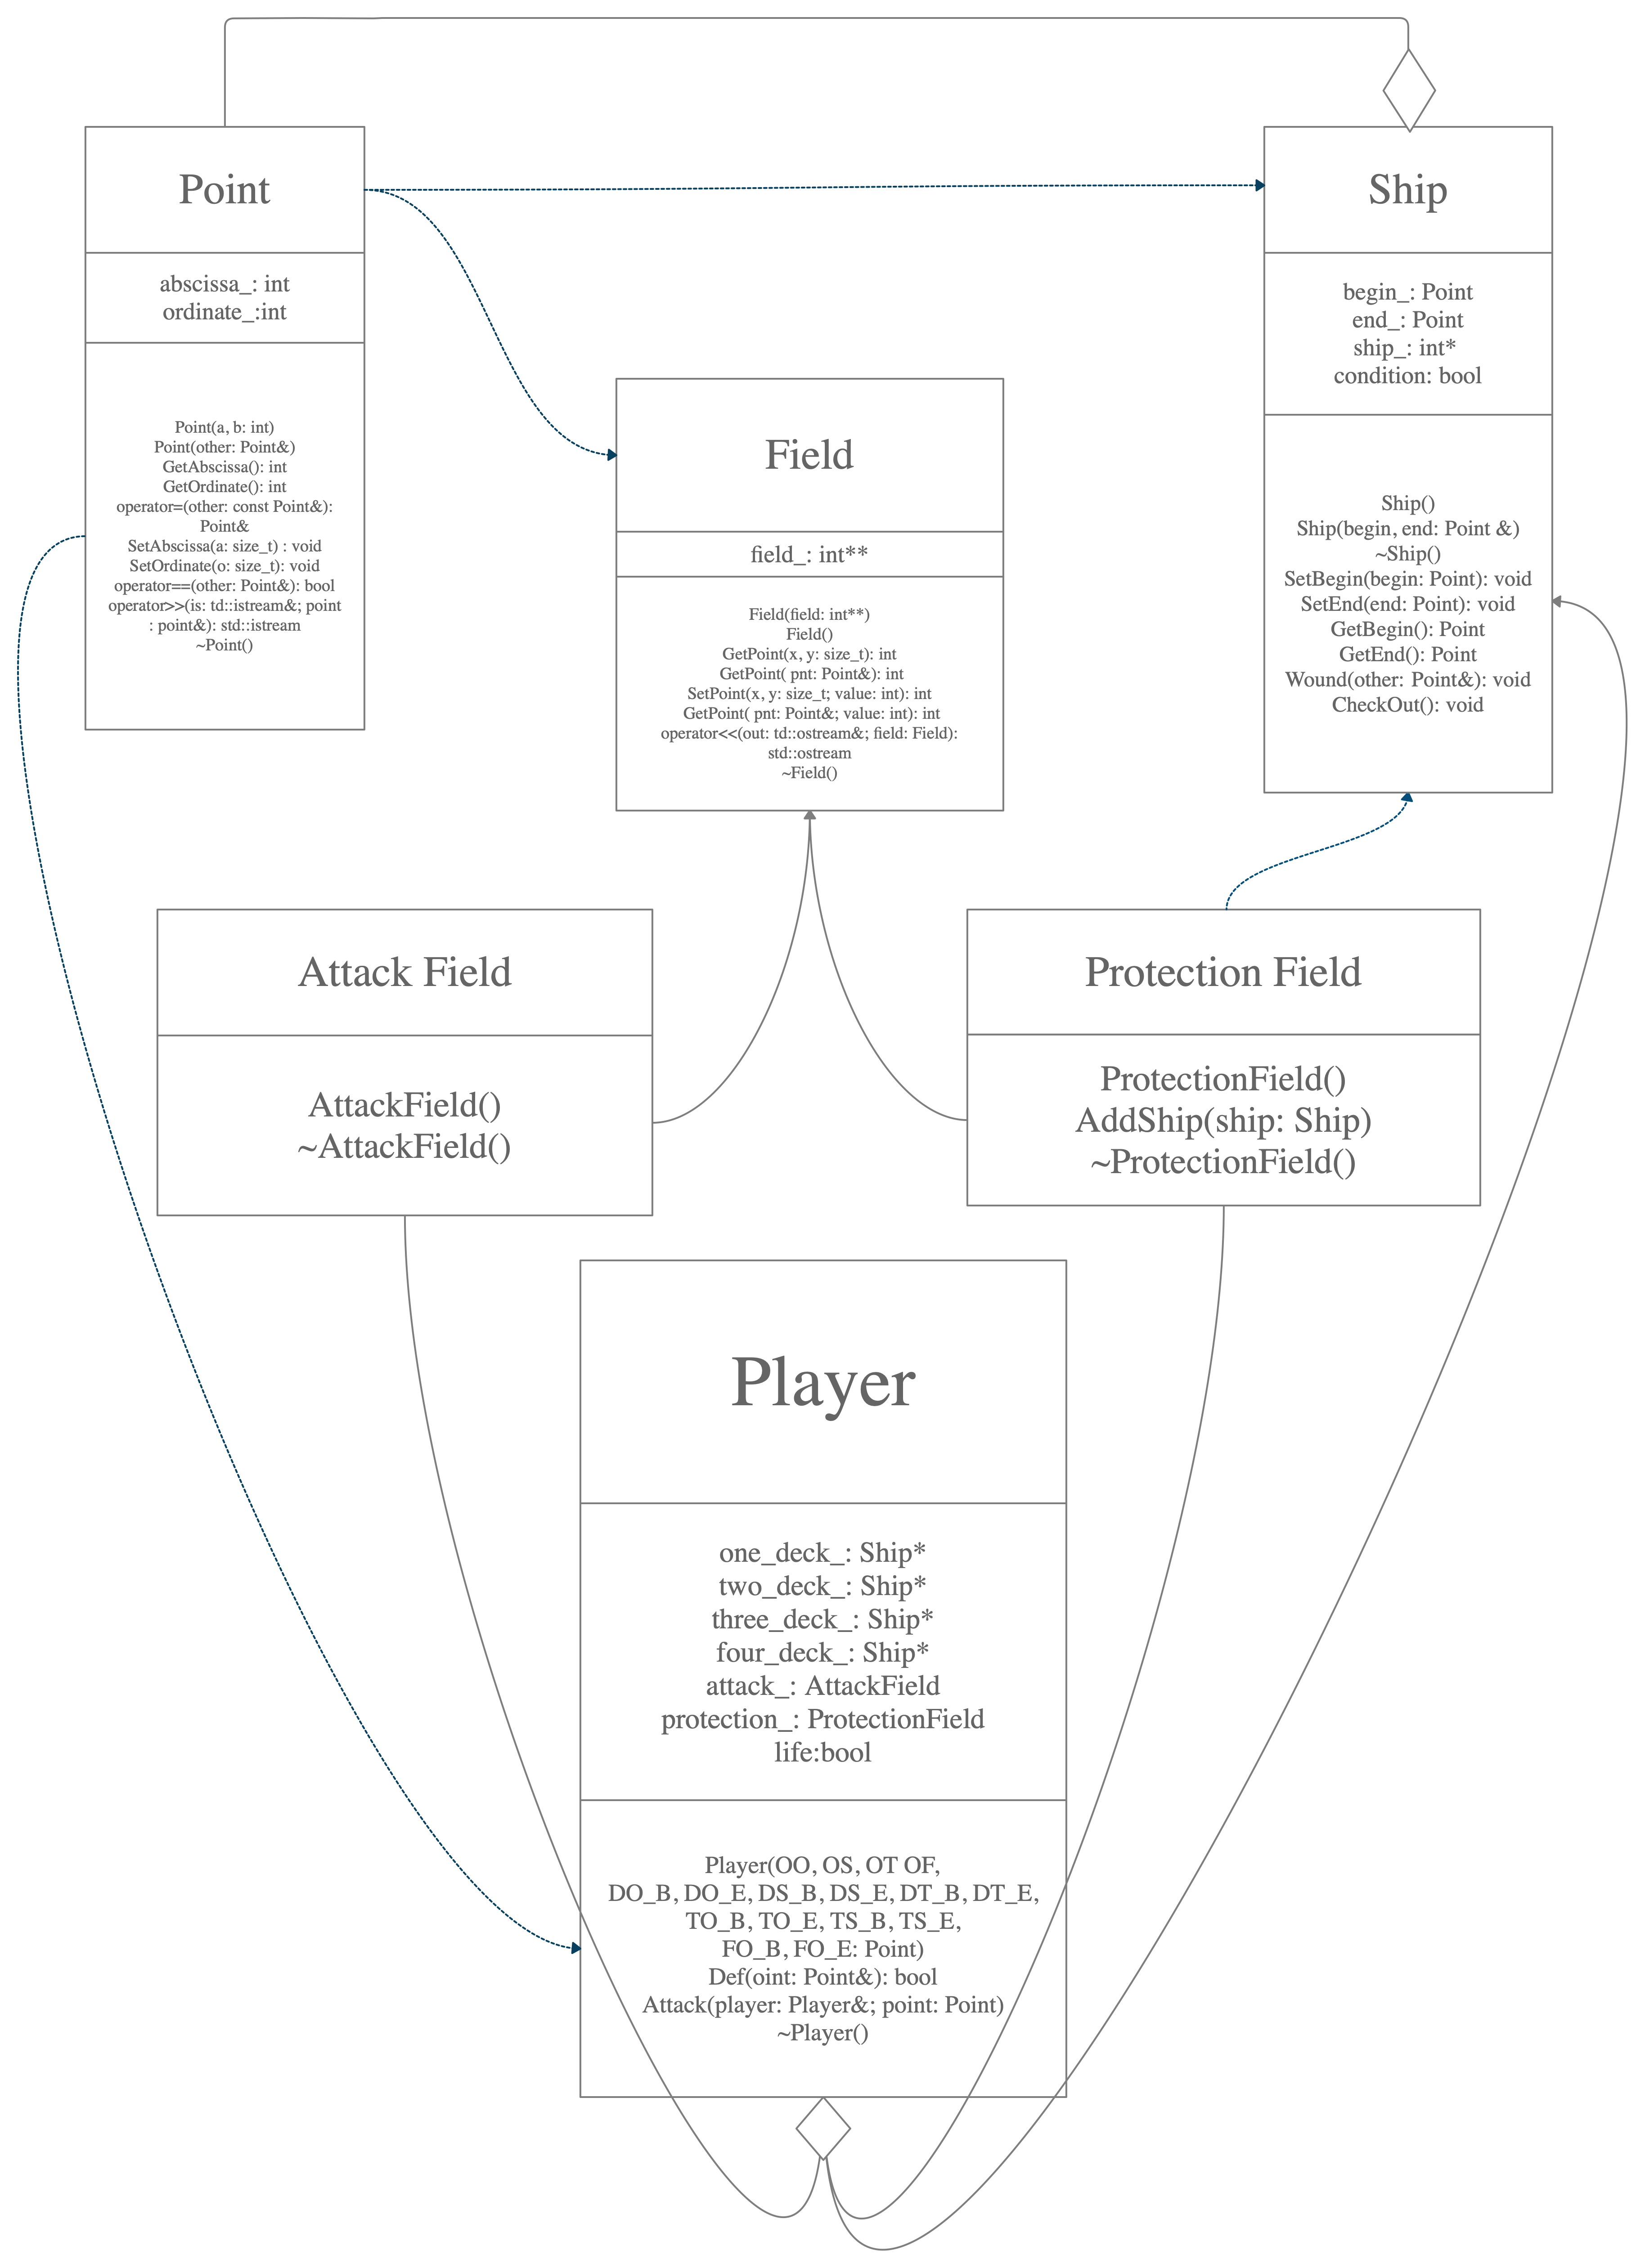 Point
abscissa_: int
ordinate_:int
Point(a, b: int)
Point(other: Point&)
GetAbscissa(): int
GetOrdinate(): int
operator=(other: const Point&):
Point&
SetAbscissa(a: size_t) : void
SetOrdinate(o: size_t): void
operator==(other: Point&): bool
operator>>(is: td::istream&; point
: point&): std::istream
~Point()
Ship
begin_: Point
end_: Point
ship_: int*
condition: bool
Ship()
Ship(begin, end: Point &)
~Ship()
SetBegin(begin: Point): void
SetEnd(end: Point): void
GetBegin(): Point
GetEnd(): Point
Wound(other: Point&): void
CheckOut(): void
Field
field_: int**
Field(field: int**)
Field()
GetPoint(x, y: size_t): int
GetPoint( pnt: Point&): int
SetPoint(x, y: size_t; value: int): int
GetPoint( pnt: Point&; value: int): int
operator<<(out: td::ostream&; field: Field):
std::ostream
~Field()
Attack Field
AttackField()
~AttackField()
Protection Field
ProtectionField()
AddShip(ship: Ship)
~ProtectionField()
Player
one_deck_: Ship*
two_deck_: Ship*
three_deck_: Ship*
four_deck_: Ship*
attack_: AttackField
protection_: ProtectionField
life:bool
Player(OO, OS, OT OF,
DO_B, DO_E, DS_B, DS_E, DT_B, DT_E,
TO_B, TO_E, TS_B, TS_E,
FO_B, FO_E: Point)
Def(oint: Point&): bool
Attack(player: Player&; point: Point)
~Player()